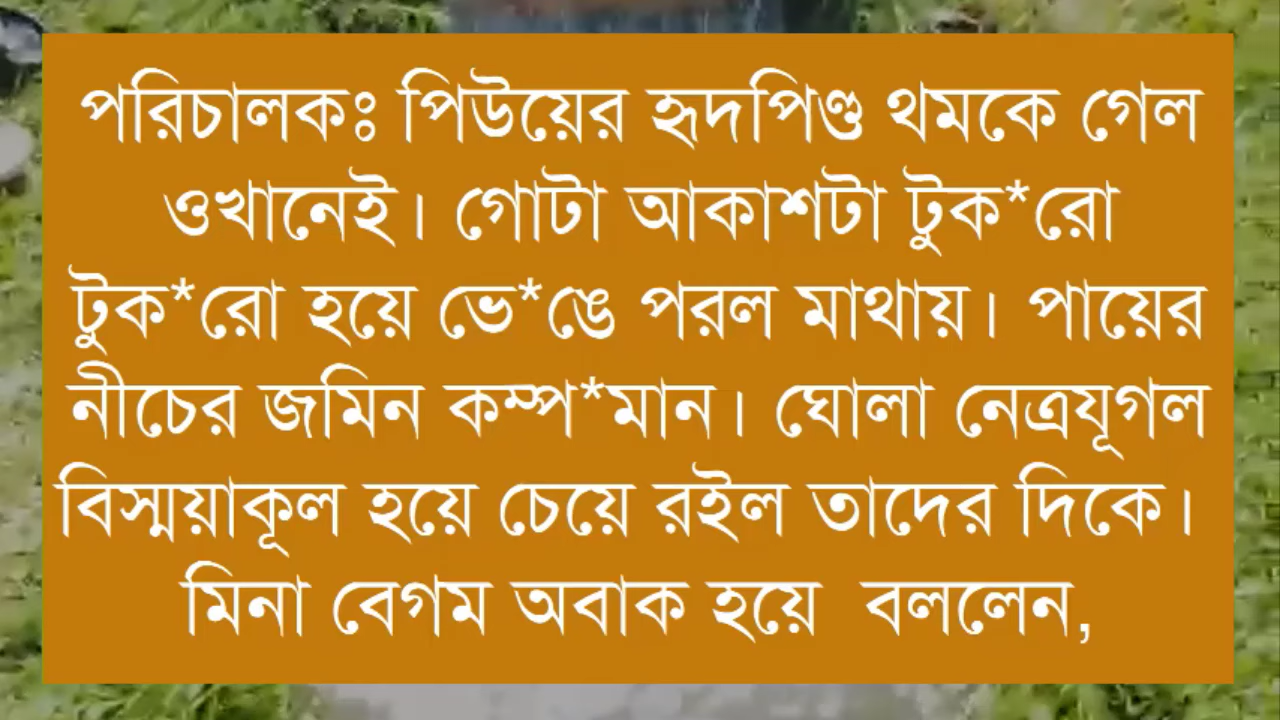 পরিচালকঃ পিউয়ের হৃদপিণ্ড থমকে গেল
ওখানেই। গোটা আকাশটা টুক*রো
টুক*রো হয়ে ভে*ঙে পরল মাথায়। পায়ের
নীচের জমিন কম্প*মান। ঘোলা নেত্রযূগল
বিস্ময়াকূল হয়ে চেয়ে রইল তাদের দিকে।
মিনা বেগম অবাক হয়ে বললেন,